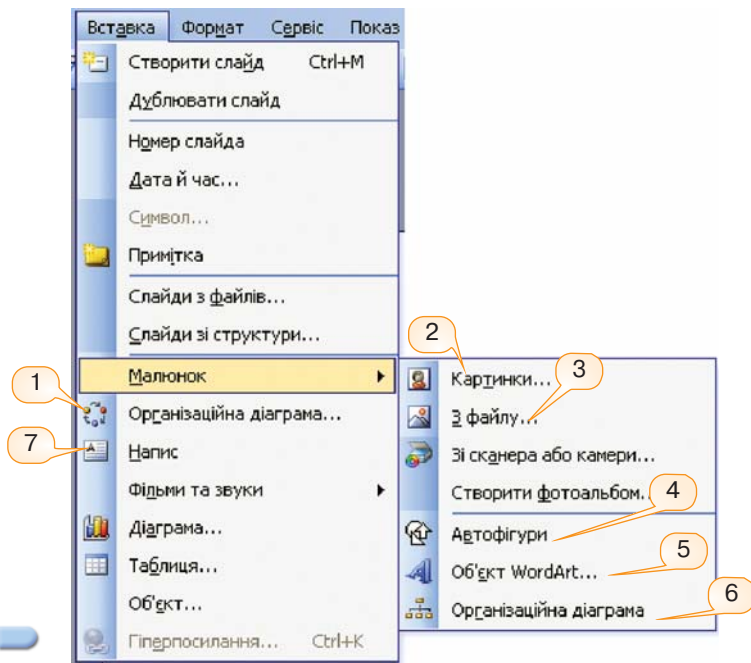 Вставка Формат Сервіс Показ
Створити слайд Ctrl+M
Дублювати слайд
Номер слайда
Дата й час...
Символ...
Примітка
Слайди з файлів...
Слайди зі структури...
Малюнок
1
Організаційна діаграма...
7
Напис
Фільми та звуки
Діаграма...
Таблиця...
Об'єкт...
Гіперпосилання... Ctrl+K
2
Картинки...
3
З файлу...
Зі сканера або камери...
Створити фотоальбом..
4
Автофігури
5
Об'єкт WordArt...
6
Організаційна діаграма